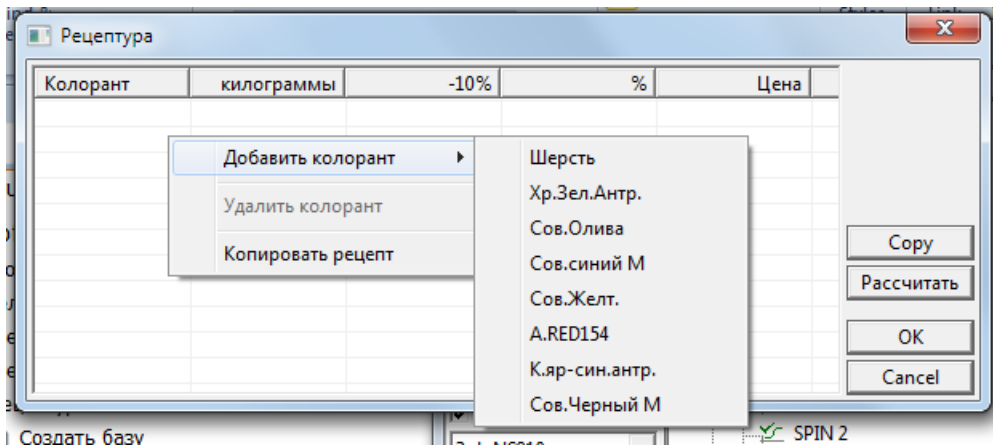 Рецептура
Колорант килограммы -10% % Цена
Добавить колорант
Удалить колорант
Копировать рецепт
Шерсть
Хр.Зел.Антр.
Сов.Олива
Сов.синий М
Сов.Желт.
A.RED154
К.яр-син.антр.
Сов.Черный М
Copy
Рассчитать
OK
Cancel
Создать базу
SPIN 2